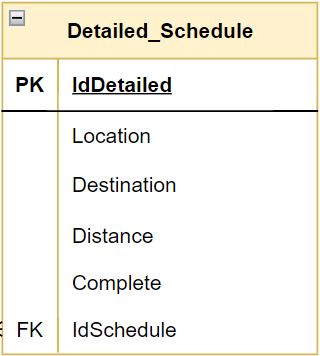 Detailed_Schedule
PK IdDetailed
Location
Destination
Distance
Complete
FK IdSchedule